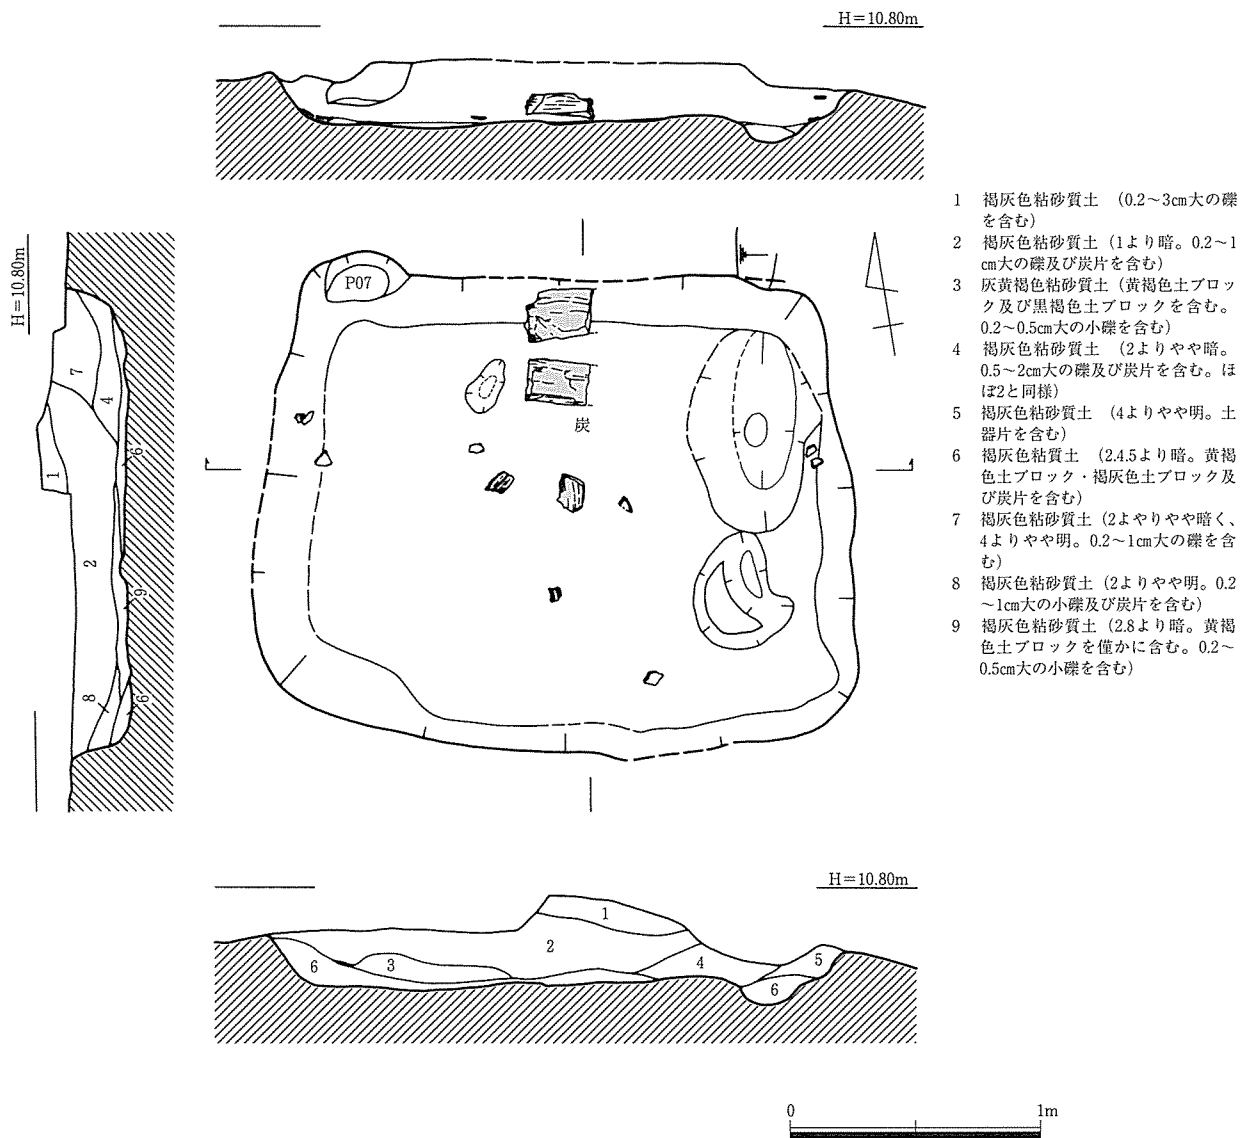 H＝10.80m
H＝10.80m
P07
炭
7
4
6
1
2
9
8
6
1 褐灰色粘砂質土 （0.2～3㎝大の礫
を含む）
2 褐灰色粘砂質土（1より暗。0.2～1
㎝大の礫及び炭片を含む）
3 灰黄褐色粘砂質土（黄褐色土ブロッ
ク及び黒褐色土ブロックを含む。
0.2～0.5㎝大の小礫を含む）
4 褐灰色粘砂質土 （2よりやや暗。
0.5～2㎝大の礫及び炭片を含む。ほ
ぼ2と同様）
5 褐灰色粘砂質土 （4よりやや明。土
器片を含む）
6 褐灰色粘質土 （2.4.5より暗。黄褐
色土ブロック・褐灰色土ブロック及
び炭片を含む）
7 褐灰色粘砂質土（2よやりやや暗く、
4よりやや明。0.2～1㎝大の礫を含
む）
8 褐灰色粘砂質土（2よりやや明。0.2
～1㎝大の小礫及び炭片を含む）
9 褐灰色粘砂質土（2.8より暗。黄褐
色土ブロックを僅かに含む。0.2～
0.5㎝大の小礫を含む）
H＝10.80m
1
2
3
4
5
6
6
0 1m